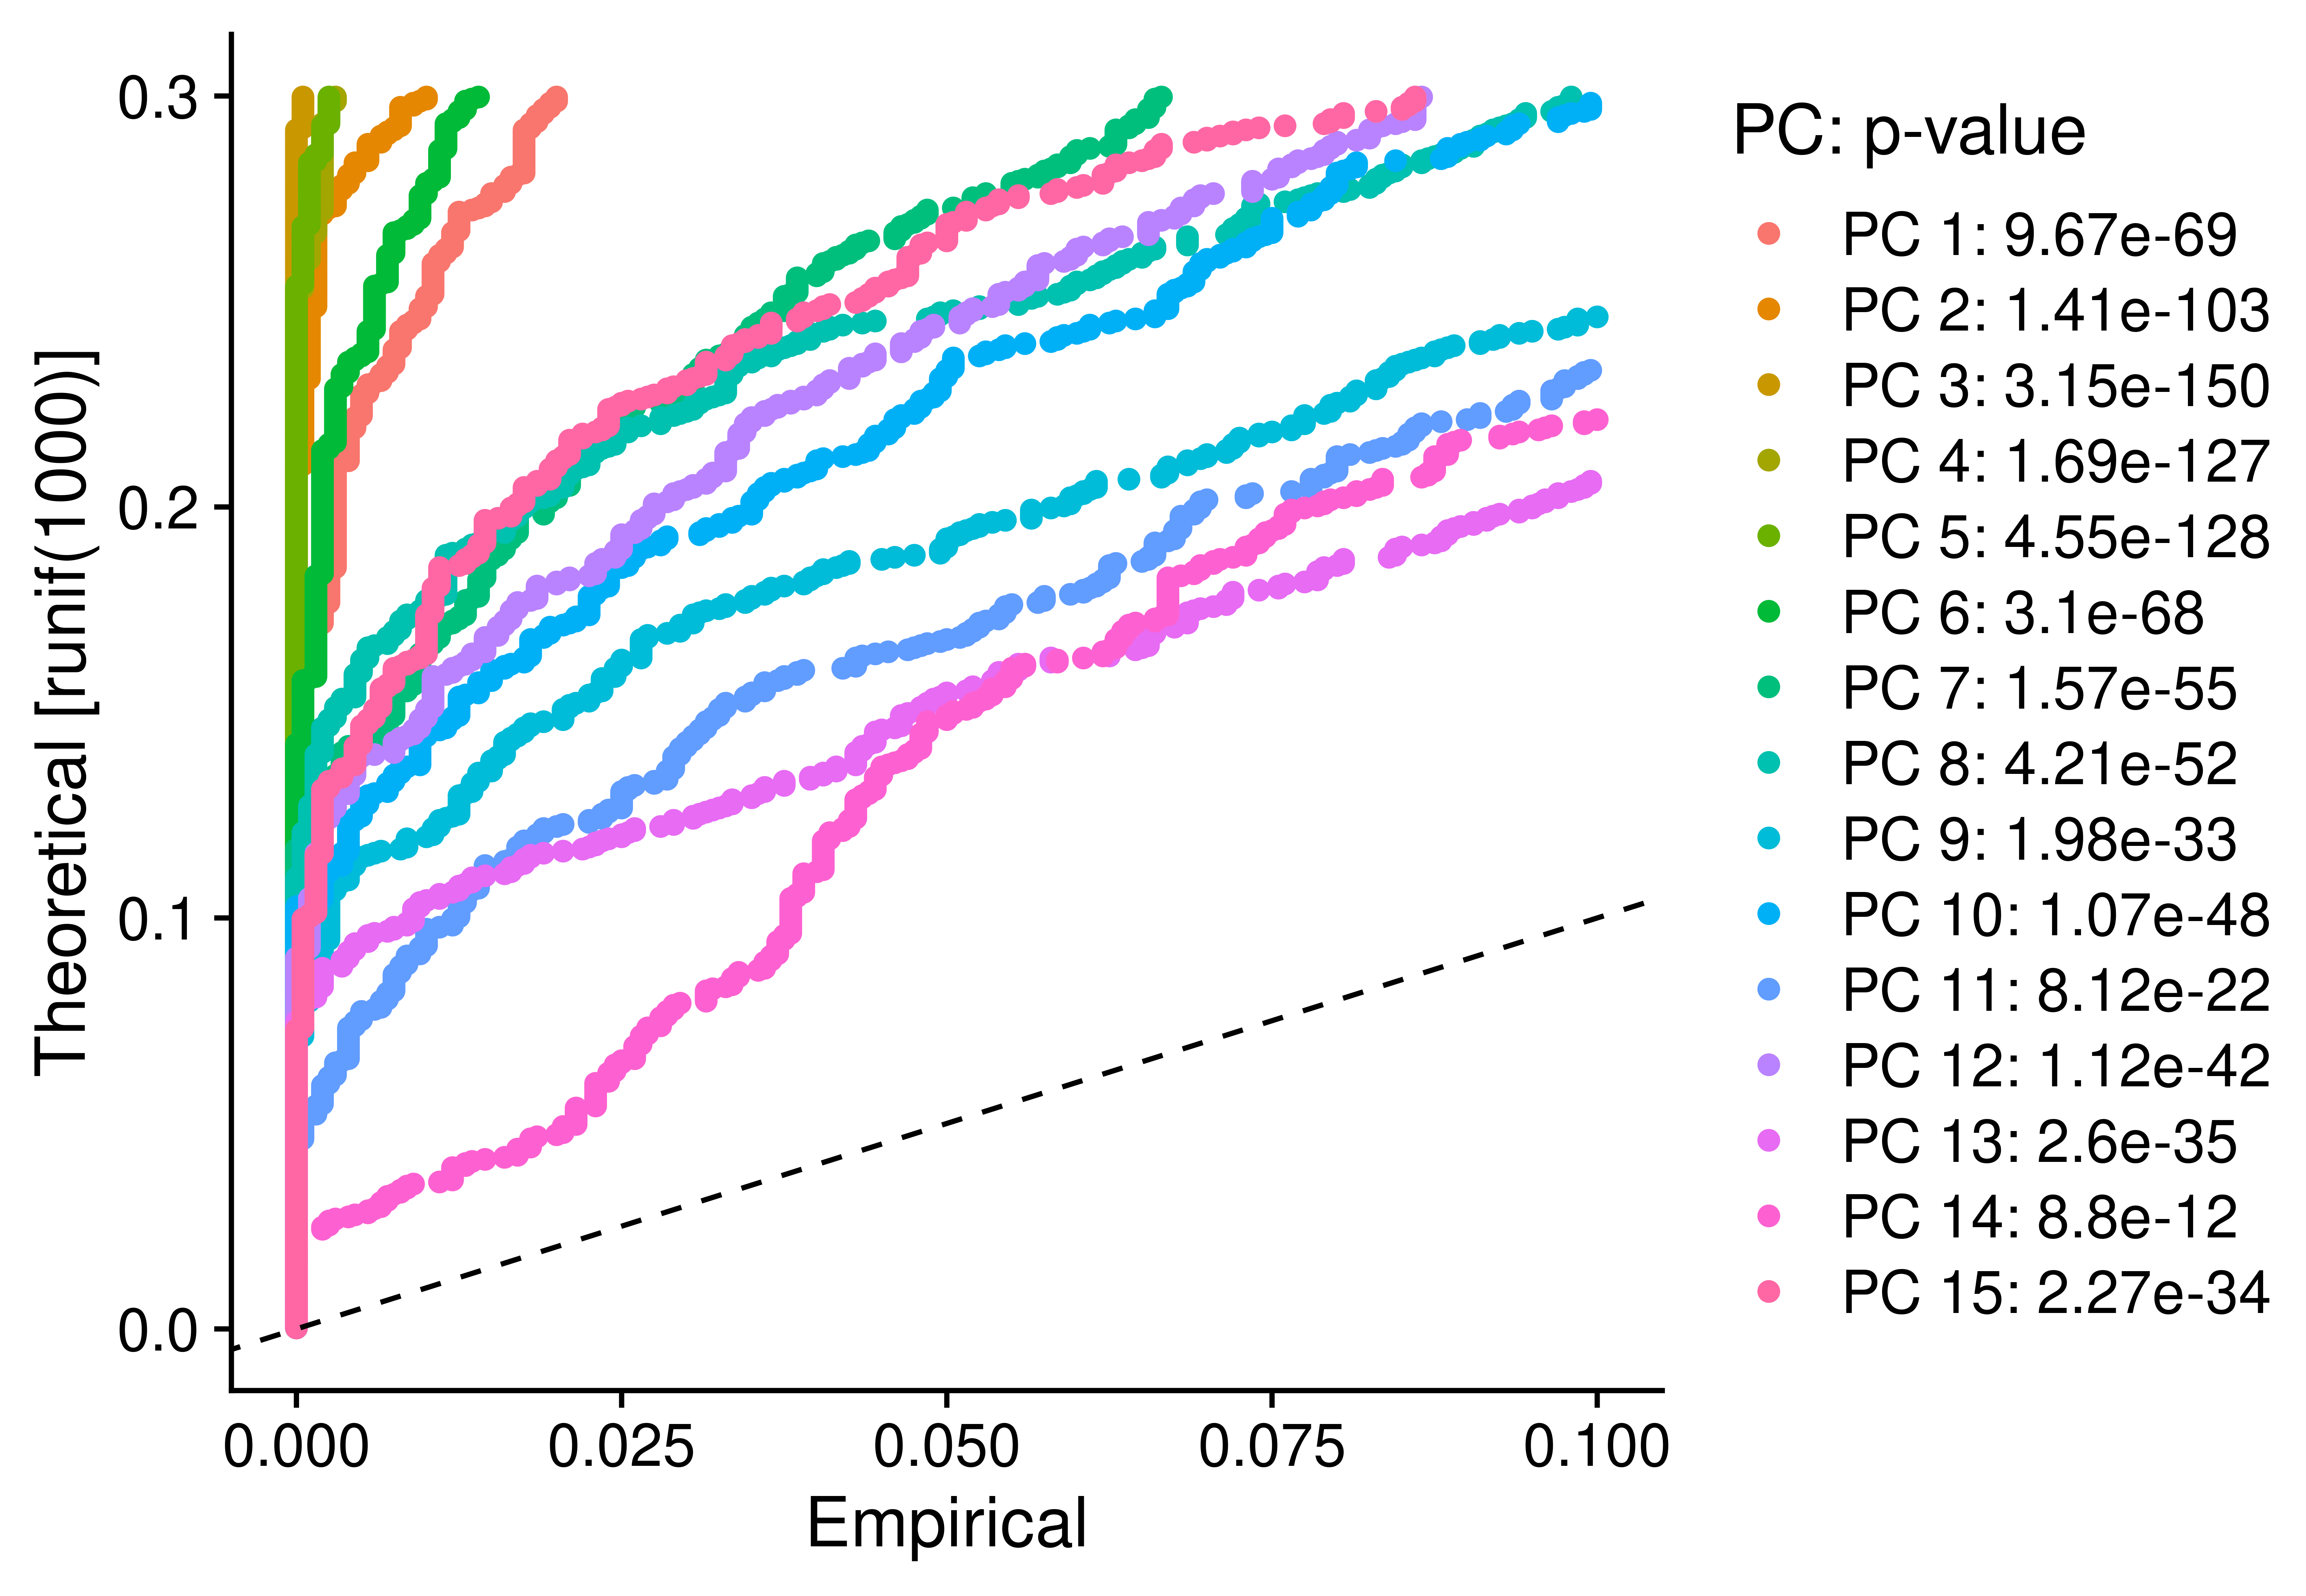 Theoretical [runif(1000)]
0.3
0.2
0.1
0.0
0.000
0.025
0.050
0.075
0.100
Empirical
PC: p-value
PC 1: 9.67e-69
PC 2: 1.41e-103
PC 3: 3.15e-150
PC 4: 1.69e-127
PC 5: 4.55e-128
PC 6: 3.1e-68
PC 7: 1.57e-55
PC 8: 4.21e-52
PC 9: 1.98e-33
PC 10: 1.07e-48
PC 11: 8.12e-22
PC 12: 1.12e-42
PC 13: 2.6e-35
PC 14: 8.8e-12
PC 15: 2.27e-34